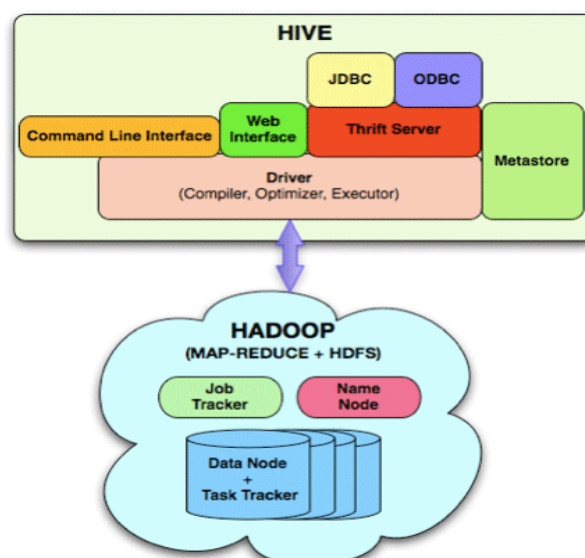 HIVE
JDBC
ODBC
Command Line Interface
Web
Interface
Thrift Server
Metastore
Driver
(Compiler, Optimizer, Executor)
HADOOP
(MAP-REDUCE + HDFS)
Job
Tracker
Name
Node
Data Node
+
Task Tracker